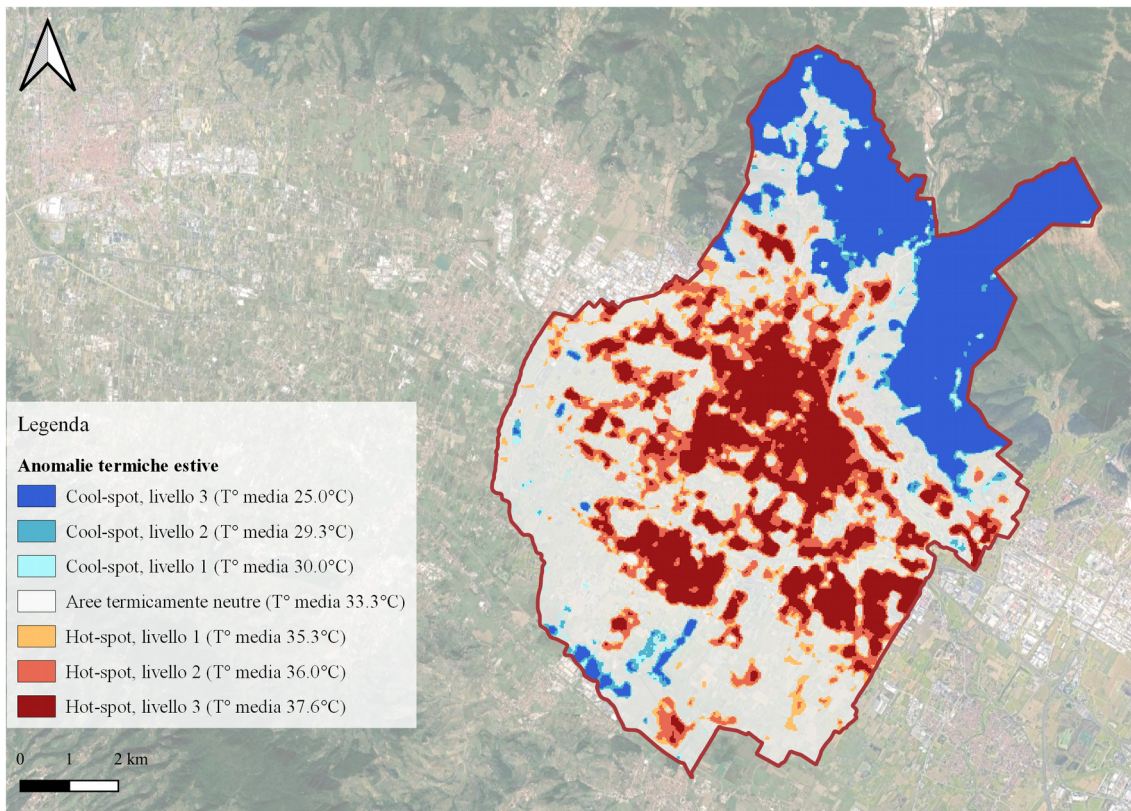 Legenda
Anomalie termiche estive
Cool-spot, livello 3 (T° media 25.0°C)
Cool-spot, livello 2 (T° media 29.3°C)
Cool-spot, livello 1 (T° media 30.0°C)
Aree termicamente neutre (T° media 33.3°C)
Hot-spot, livello 1 (T° media 35.3°C)
Hot-spot, livello 2 (T° media 36.0°C)
Hot-spot, livello 3 (T° media 37.6°C)
0 1 2 km